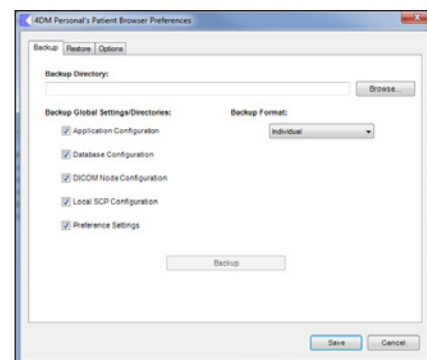 4DM Personal's Patient Browser Preferences
Backup Restore Options
Backup Directory:
Browse...
Backup Global Settings/Directories: Backup Format:
Application Configuration Individual
Database Configuration
DICOM Node Configuration
Local SCP Configuration
Preference Settings
Backup
Save Cancel